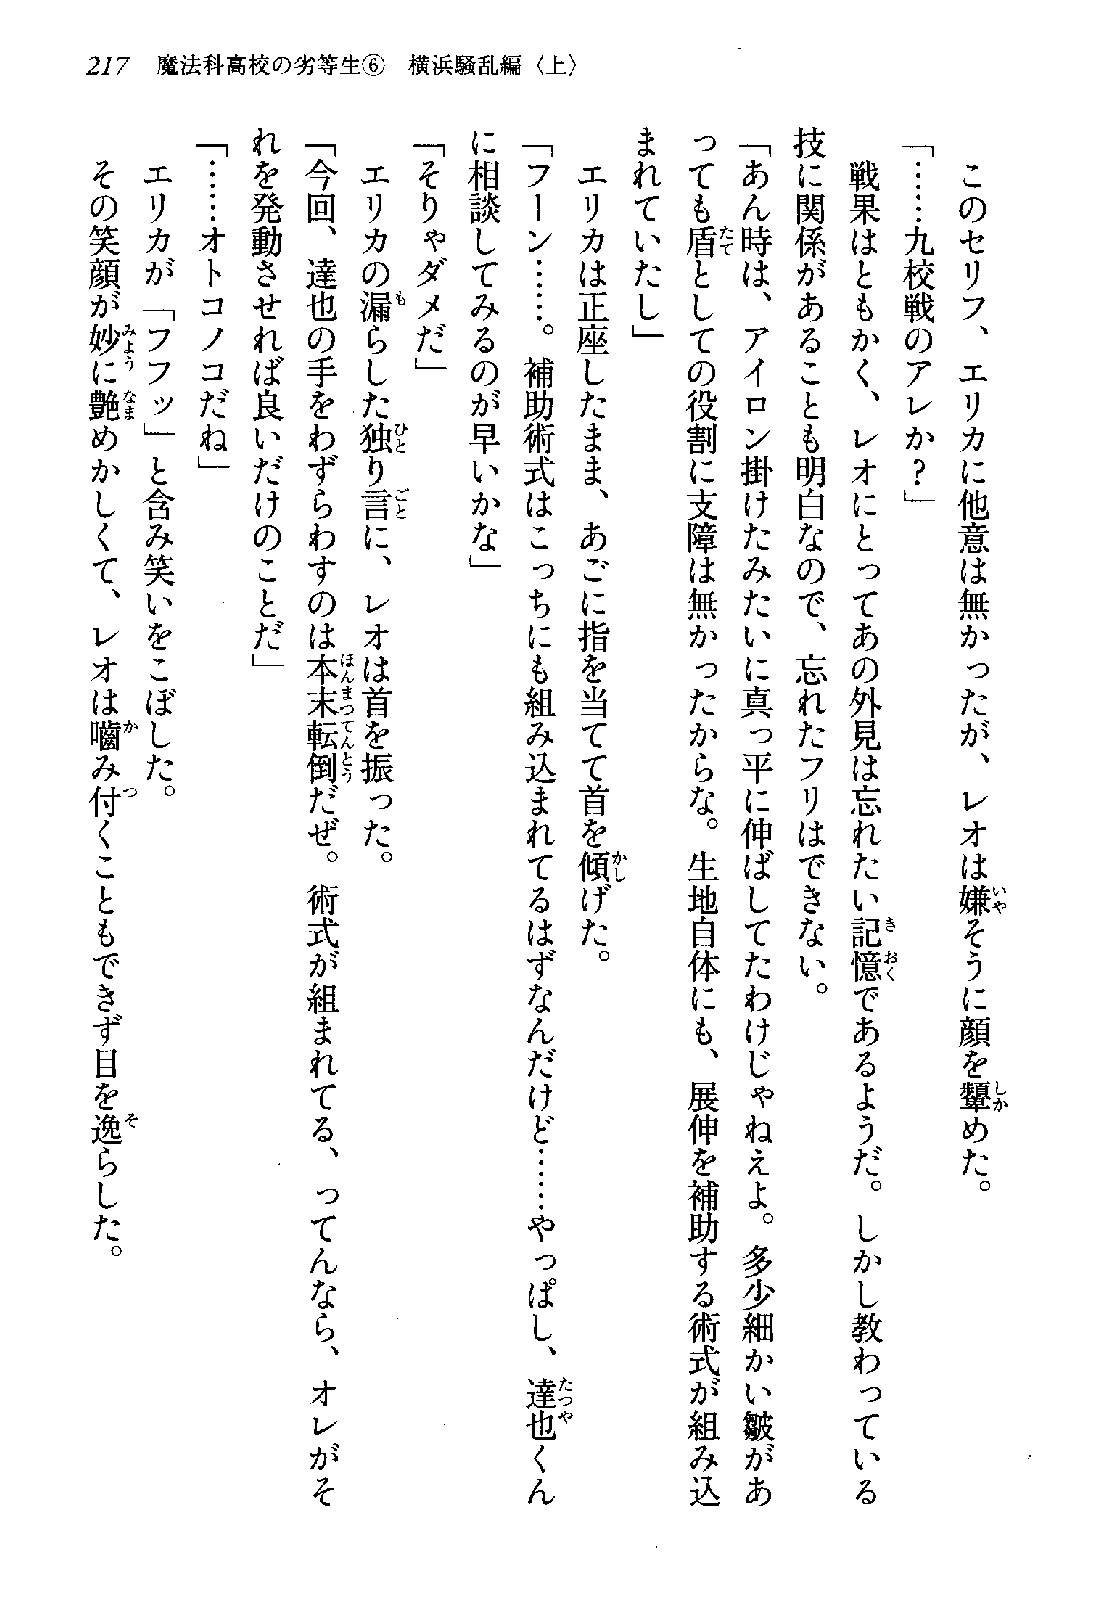 217 魔法科高校の劣等生⑥ 横浜騒乱編〈上〉
このセリフ、エリカに他意は無かったが、レオは嫌そうに顔を顰めた。
「……九校戦のアレか？」
戦果はともかく、レオにとってあの外見は忘れたい記憶であるようだ。しかし教わっている
技に関係があることも明白なので、忘れたフリはできない。
「あん時は、アイロン掛けたみたいに真っ平に伸ばしてたわけじゃねえよ。多少細かい皺があ
っても盾としての役割に支障は無かったからな。生地自体にも、展伸を補助する術式が組み込
まれていたし」
エリカは正座したまま、あごに指を当てて首を傾げた。
「フーン……。補助術式はこっちにも組み込まれてるはずなんだけど……やっぱし、達也くん
に相談してみるのが早いかな」
「そりゃダメだ」
エリカの漏らした独り言に、レオは首を振った。
「今回、達也の手をわずらわすのは本末転倒だぜ。術式が組まれてる、ってんなら、オレがそ
れを発動させれば良いだけのことだ」
「……オトコノコだね」
エリカが「フフッ」と含み笑いをこぼした。
その笑顔が妙に艶めかしくて、レオは嚙み付くこともできず目を逸らした。